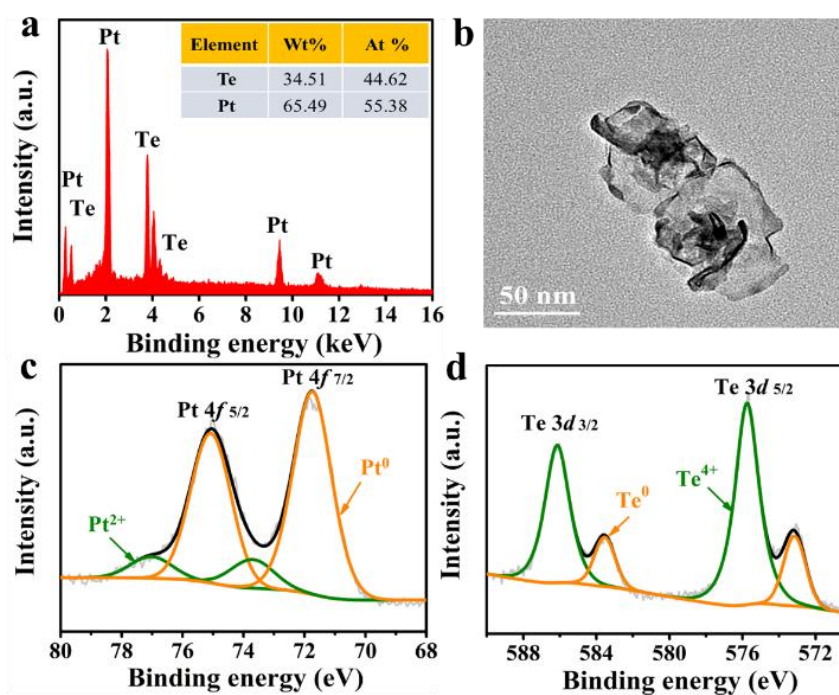 a
Intensity (a.u.)
Pt
Te
Te
Pt
Te
Pt
Pt
Element Wt% At %
Te 34.51 44.62
Pt 65.49 55.38
0 2 4 6 8 10 12 14 16
Binding energy (keV)
b
50 nm
c
Intensity (a.u.)
Pt 4f 7/2
Pt 4f 5/2
Pt⁰
Pt²⁺
80 78 76 74 72 70 68
Binding energy (eV)
d
Intensity (a.u.)
Te 3d 5/2
Te 3d 3/2
Te⁴⁺
Te⁰
588 584 580 576 572
Binding energy (eV)